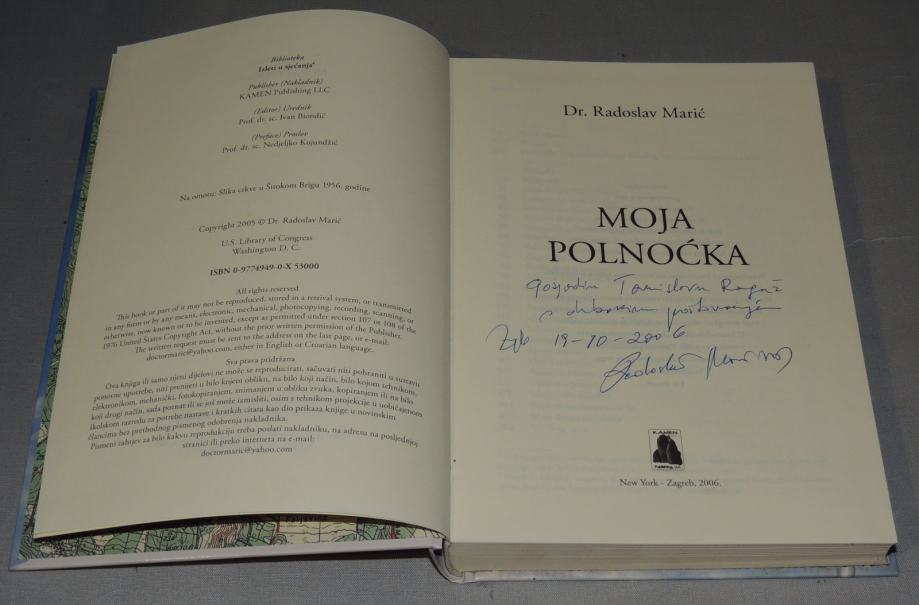 Biblioteka
Izleti u sjećanja*
Publisher (Nakladnik)
KAMEN Publishing LLC
(Editor) Urednik
Prof. dr. sc. Ivan Biondić
(Preface) Proslov
Prof. dr. sc. Nedjeljko Kujundžić
Na omotu: Slika crkve u Širokom Brigu 1956. godine
Copyright 2005 © Dr. Radoslav Marić
U.S. Library of Congress
Washington D. C.
ISBN 0-9774949-0-X 53000
All rights reserved
This book or part of it may not be reproduced, stored in a retrival system, or transmitted
in any form or by any means, electronic, mechanical, photocopying, recording, scanning, or
otherwise, now known or to be invented, except as permitted under section 107 or 108 of the
1976 United States Copyright Act, without the prior written permission of the Publisher.
The written request must be sent to the address on the last page, or e-mail:
doctormaric@yahoo.com, either in English or Croatian language.
Sva prava pridržana
Ova knjiga ili samo njeni dijelovi ne može se reproducirati, sačuvati niti pohraniti u sustavu
ponovne upotrebe, niti prenijeti u bilo kojem obliku, na bilo koji način, bilo kojom tehnikom,
elektronikom, mehanički, fotokopiranjem, snimanjem u obliku zvuka, kopiranjem ili na bilo
koji drugi način, sada poznat ili se još može izmisliti, osim s tehnikom projekcije u uobičajenom
školskom razredu za potrebe nastave i kratkih citata kao dio prikaza knjige u novinskim
člancima bez prethodnog pismenog odobrenja nakladnika.
Pismeni zahtjev za bilo kakvu reprodukciju treba poslati nakladniku, na adresu na posljednjoj
stranici ili preko interneta na e-mail:
doctormaric@yahoo.com
Dr. Radoslav Marić
MOJA
POLNOĆKA
Gospodinu Tomislavu
s dubokim poštovanjem
19-10-2006
Radoslav Marić
KAMEN
Publishing, LLC
New York - Zagreb, 2006.